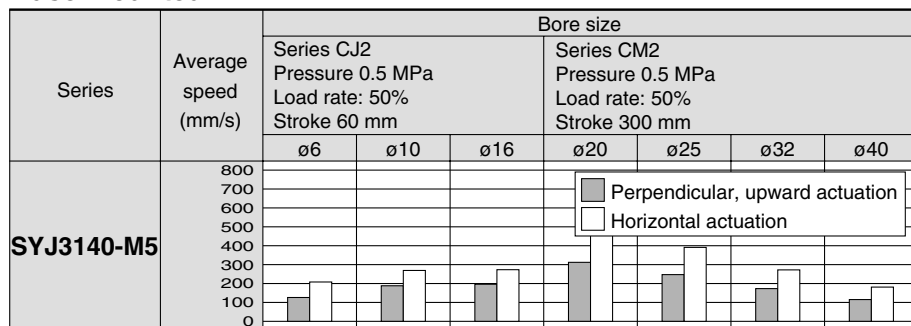 Bore size
Series
Average
speed
(mm/s)
Series CJ2
Pressure 0.5 MPa
Load rate: 50%
Stroke 60 mm
Series CM2
Pressure 0.5 MPa
Load rate: 50%
Stroke 300 mm
ø6 ø10 ø16 ø20 ø25 ø32 ø40
SYJ3140-M5
800
700
600
500
400
300
200
100
0
Perpendicular, upward actuation
Horizontal actuation